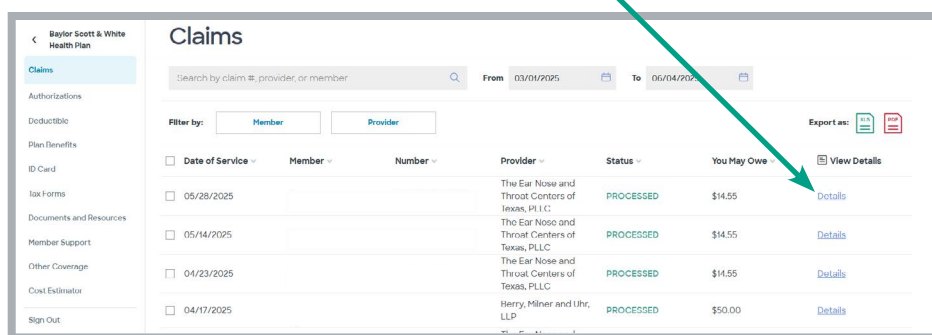 Baylor Scott & White
Health Plan
Claims
Authorizations
Deductible
Plan Benefits
ID Card
Tax Forms
Documents and Resources
Member Support
Other Coverage
Cost Estimator
Sign Out
Claims
Search by claim #, provider, or member
From 03/01/2025 To 06/04/2025
Filter by: Member Provider Export as: XLS PDF
Date of Service Member Number Provider Status You May Owe View Details
The Ear Nose and
05/28/2025 Throat Centers of PROCESSED $14.55 Details
Texas, PLLC
The Ear Nose and
05/14/2025 Throat Centers of PROCESSED $14.55 Details
Texas, PLLC
The Ear Nose and
04/23/2025 Throat Centers of PROCESSED $14.55 Details
Texas, PLLC
04/17/2025 Berry, Milner and Uhr, PROCESSED $50.00 Details
LLP
The Ear Nose and